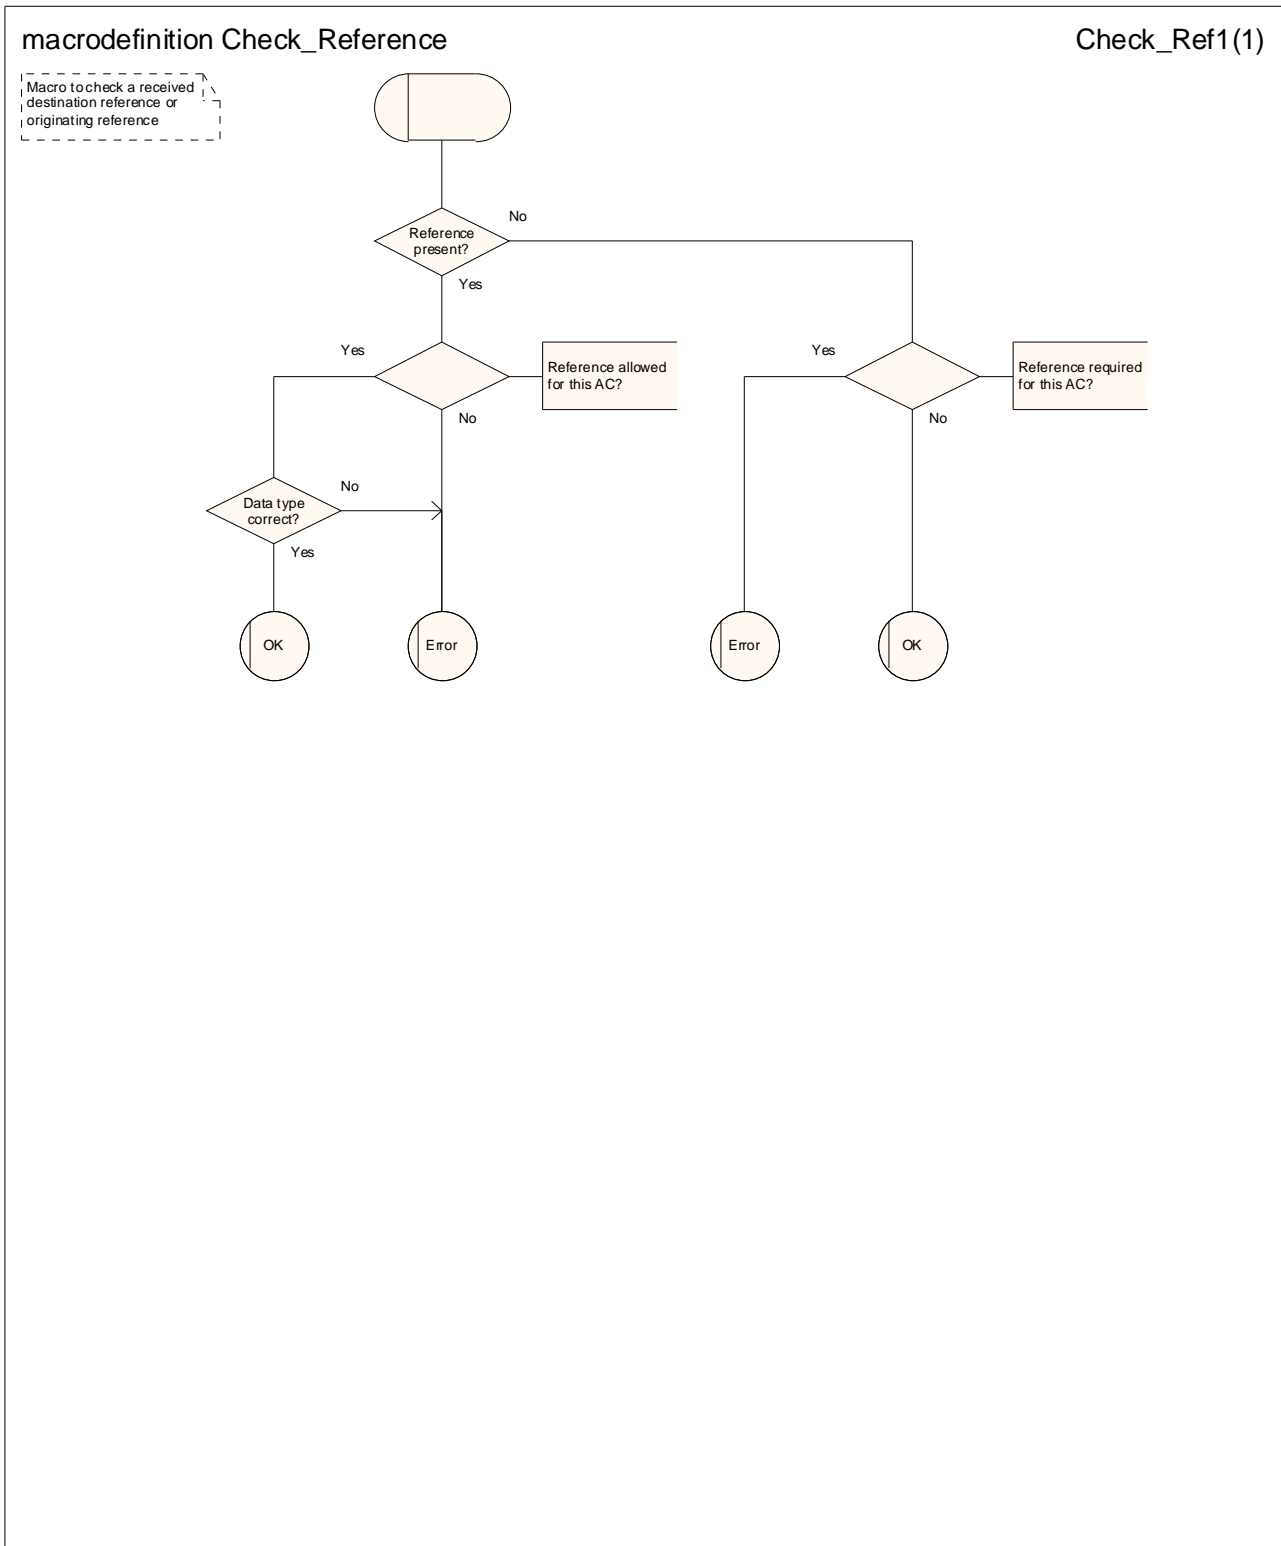 macrodefinition Check_Reference
Check_Ref1(1)
Macro to check a received
destination reference or
originating reference
Reference
present?
No
Yes
Yes
Reference allowed
for this AC?
No
Yes
Reference required
for this AC?
No
Data type
correct?
No
Yes
OK
Error
Error
OK